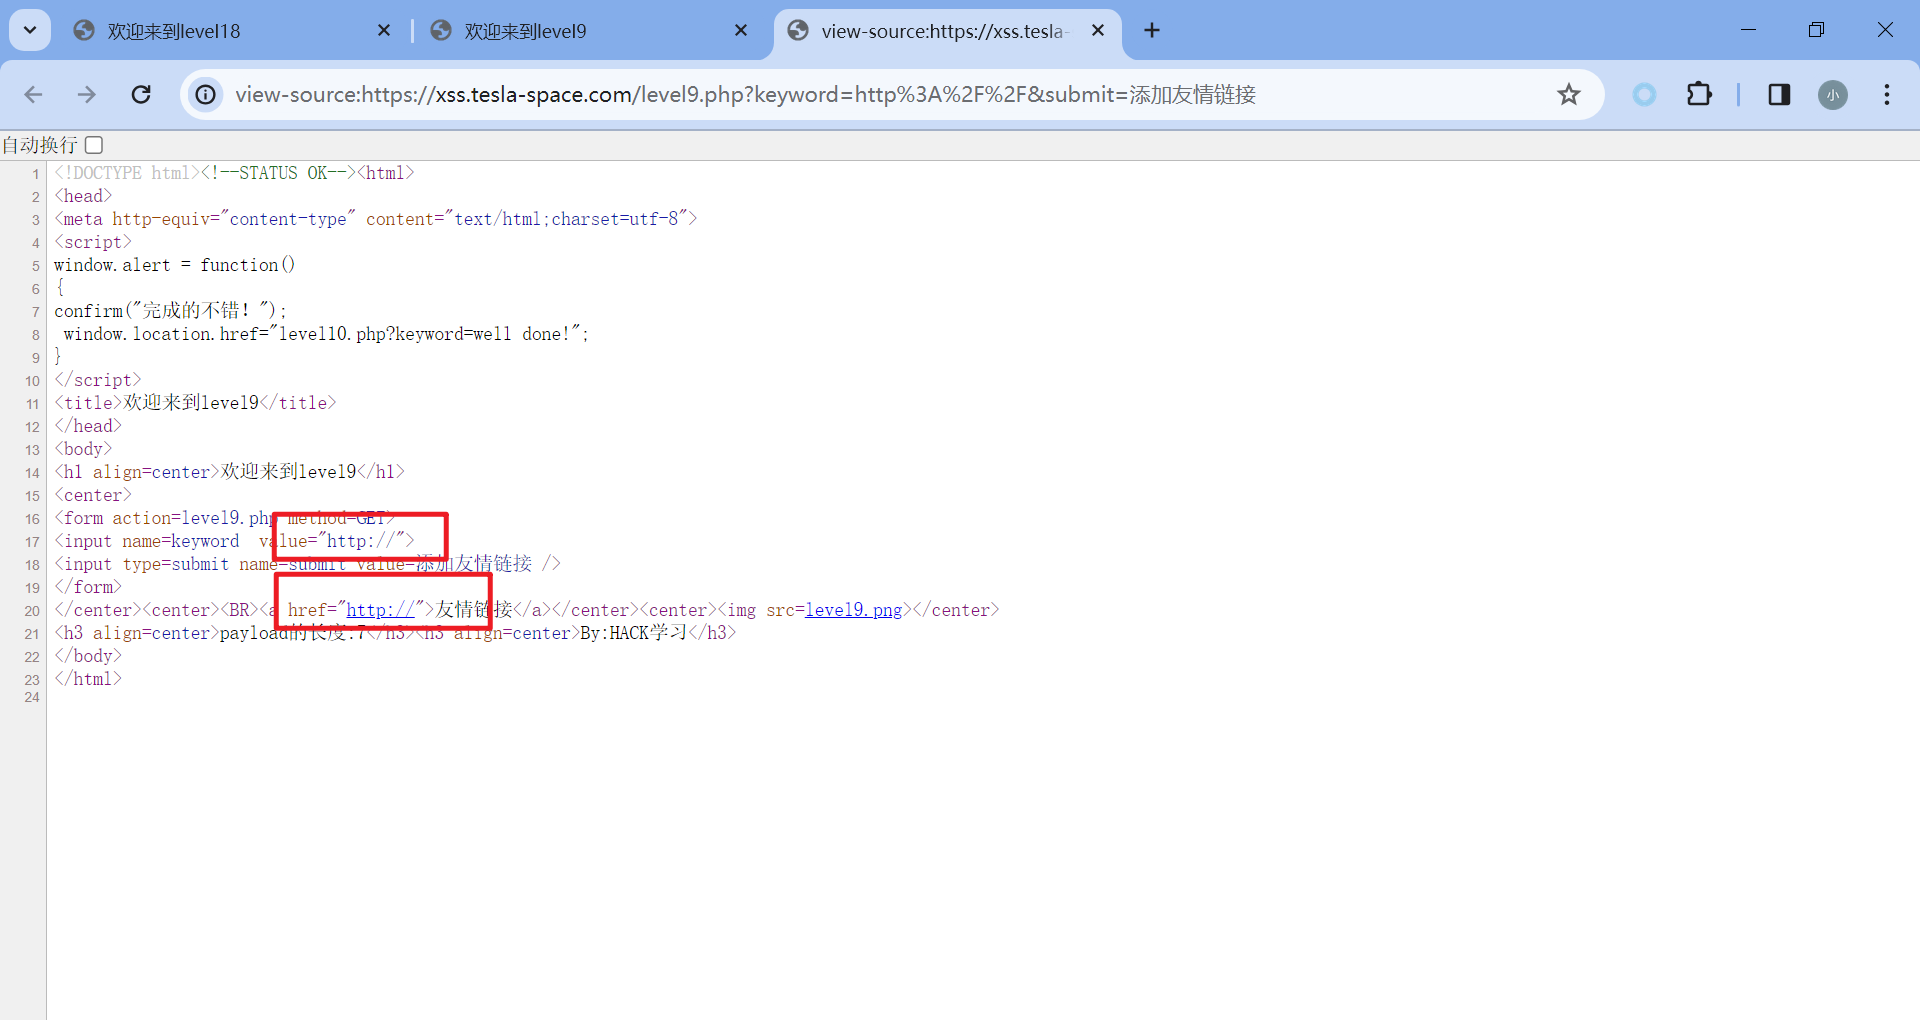 欢迎来到level18
欢迎来到level9
view-source:https://xss.tesla-
view-source:https://xss.tesla-space.com/level9.php?keyword=http%3A%2F%2F&submit=添加友情链接
小
自动换行
1 <!DOCTYPE html><!--STATUS OK--><html>
2 <head>
3 <meta http-equiv="content-type" content="text/html;charset=utf-8">
4 <script>
5 window.alert = function()
6 {
7 confirm("完成的不错！");
8  window.location.href="level10.php?keyword=well done!";
9 }
10 </script>
11 <title>欢迎来到level9</title>
12 </head>
13 <body>
14 <h1 align=center>欢迎来到level9</h1>
15 <center>
16 <form action=level9.php method=GET>
17 <input name=keyword  value="http://">
18 <input type=submit name=submit value=添加友情链接 />
19 </form>
20 </center><center><BR><a href="http://">友情链接</a></center><center><img src=level9.png></center>
21 <h3 align=center>payload的长度:7</h3><h3 align=center>By:HACK学习</h3>
22 </body>
23 </html>
24